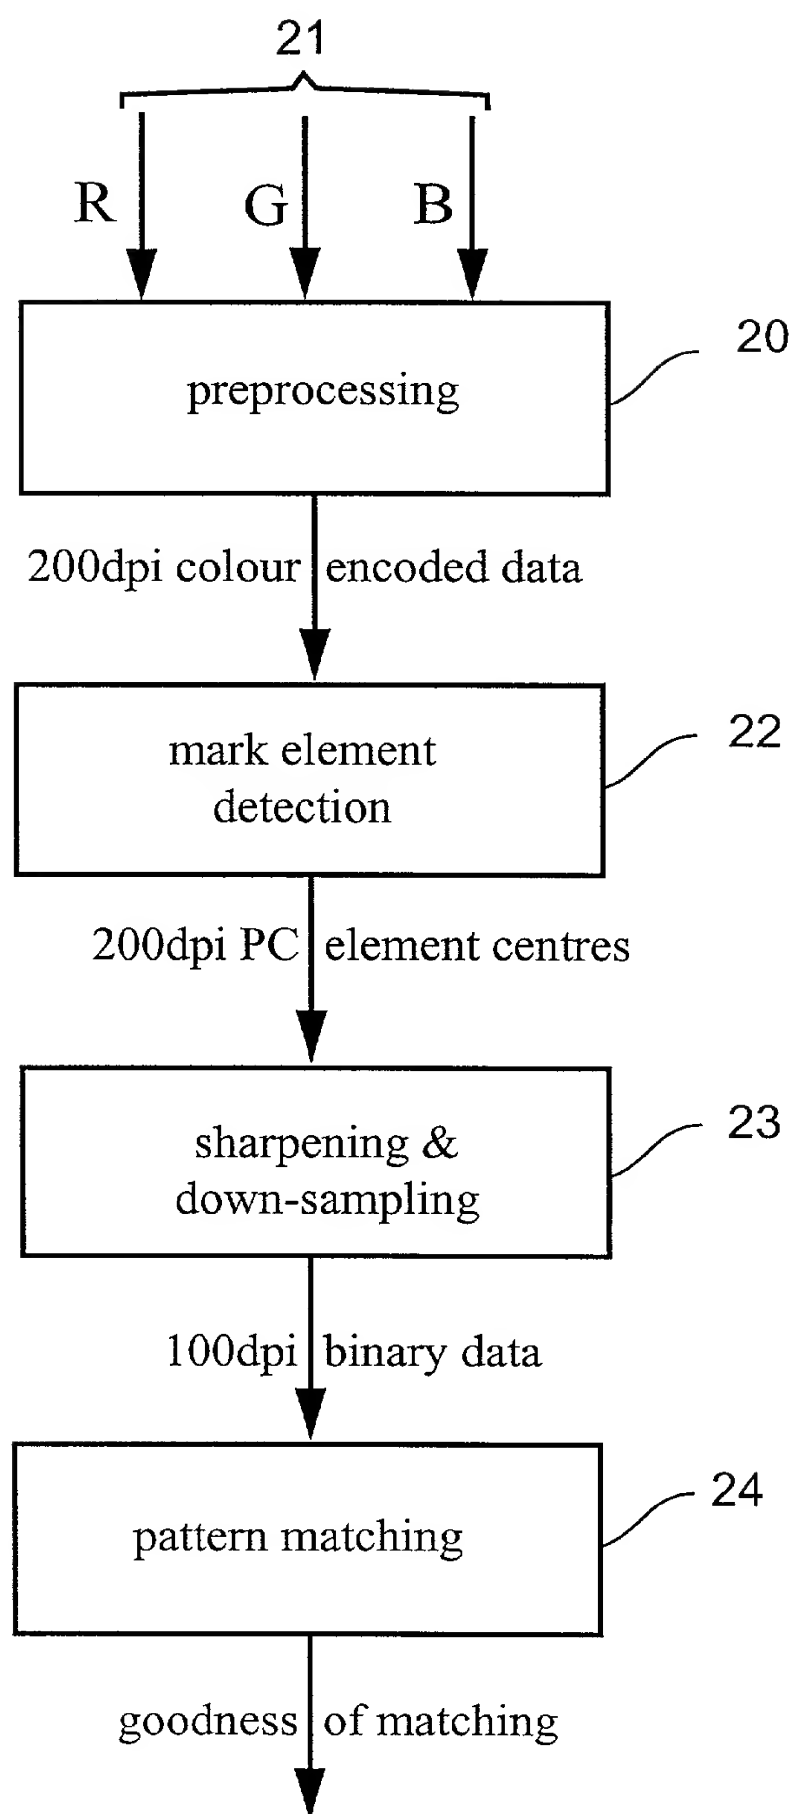 21
R G B
20
preprocessing
200dpi colour encoded data
22
mark element
detection
200dpi PC element centres
23
sharpening &
down-sampling
100dpi binary data
24
pattern matching
goodness of matching